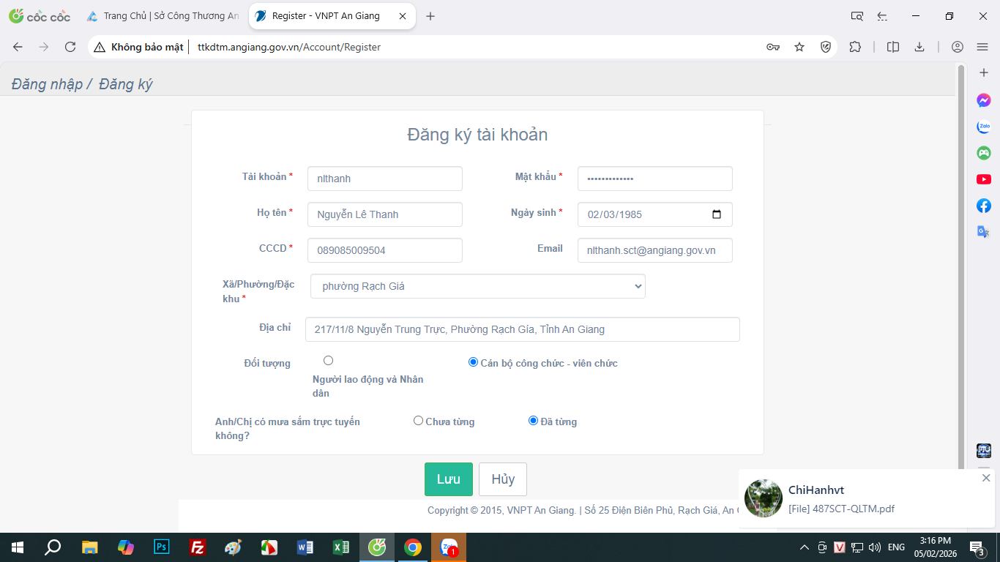 cốc cốc
Trang Chủ | Sở Công Thương An
Register - VNPT An Giang
Không bảo mật
ttkdtm.angiang.gov.vn/Account/Register
Đăng nhập / Đăng ký
Đăng ký tài khoản
Tài khoản * nlthanh Mật khẩu * •••••••••••••
Họ tên * Nguyễn Lê Thanh Ngày sinh * 02/03/1985
CCCD * 089085009504 Email nlthanh.sct@angiang.gov.vn
Xã/Phường/Đặc
khu *
phường Rạch Giá
Địa chỉ 217/11/8 Nguyễn Trung Trực, Phường Rạch Gía, Tỉnh An Giang
Đối tượng
Người lao động và Nhân
dân
Cán bộ công chức - viên chức
Anh/Chị có mưa sắm trực tuyến
không?
Chưa từng Đã từng
Lưu Hủy
Copyright © 2015, VNPT An Giang. | Số 25 Điện Biên Phủ, Rạch Giá, An
ChiHanhvt
[File] 487SCT-QLTM.pdf
Zalo
Ps
Fz
1
ENG
3:16 PM
05/02/2026
3